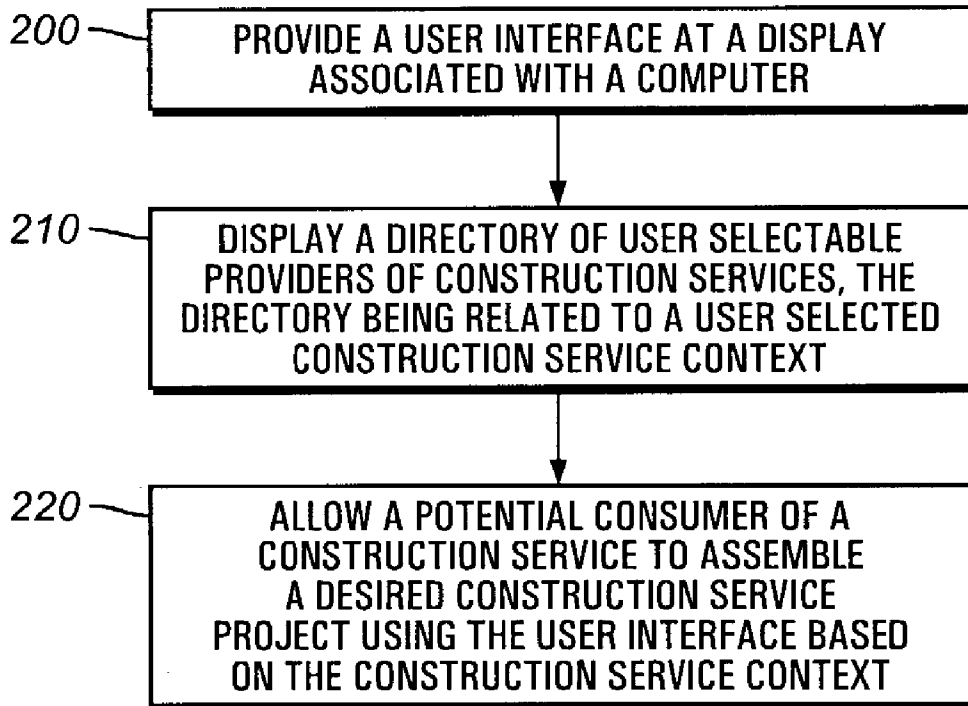 200
PROVIDE A USER INTERFACE AT A DISPLAY
ASSOCIATED WITH A COMPUTER
210
DISPLAY A DIRECTORY OF USER SELECTABLE
PROVIDERS OF CONSTRUCTION SERVICES, THE
DIRECTORY BEING RELATED TO A USER SELECTED
CONSTRUCTION SERVICE CONTEXT
220
ALLOW A POTENTIAL CONSUMER OF A
CONSTRUCTION SERVICE TO ASSEMBLE
A DESIRED CONSTRUCTION SERVICE
PROJECT USING THE USER INTERFACE BASED
ON THE CONSTRUCTION SERVICE CONTEXT